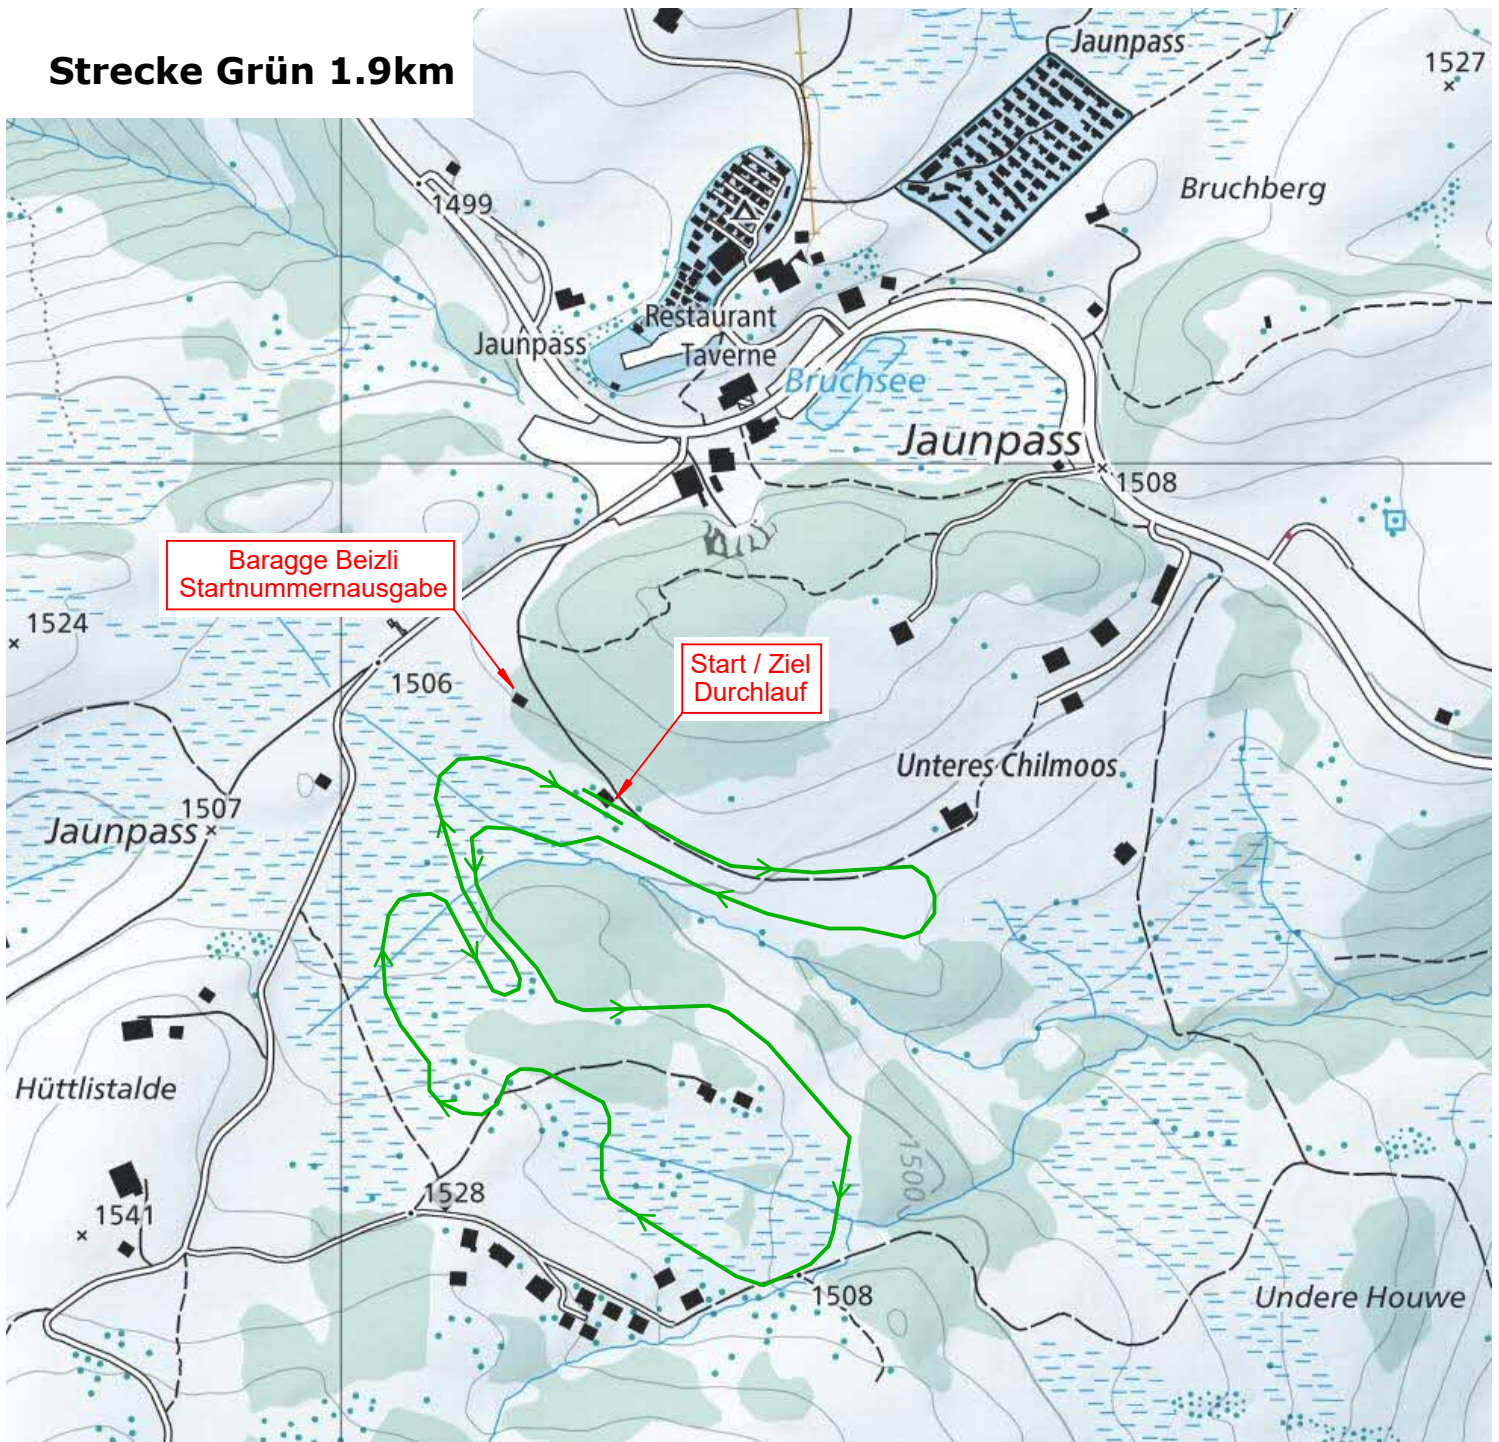 Strecke Grün 1.9km
Jaunpass
1527
Bruchberg
1499
Restaurant
Jaunpass
Taverne
Bruchsee
Jaunpass
1508
Baragge Beizli
Startnummernausgabe
1524
Start / Ziel
Durchlauf
1506
Unteres Chilmoos
1507
Jaunpass
Hüttlistalde
1500
1528
1541
1508
Undere Houwe